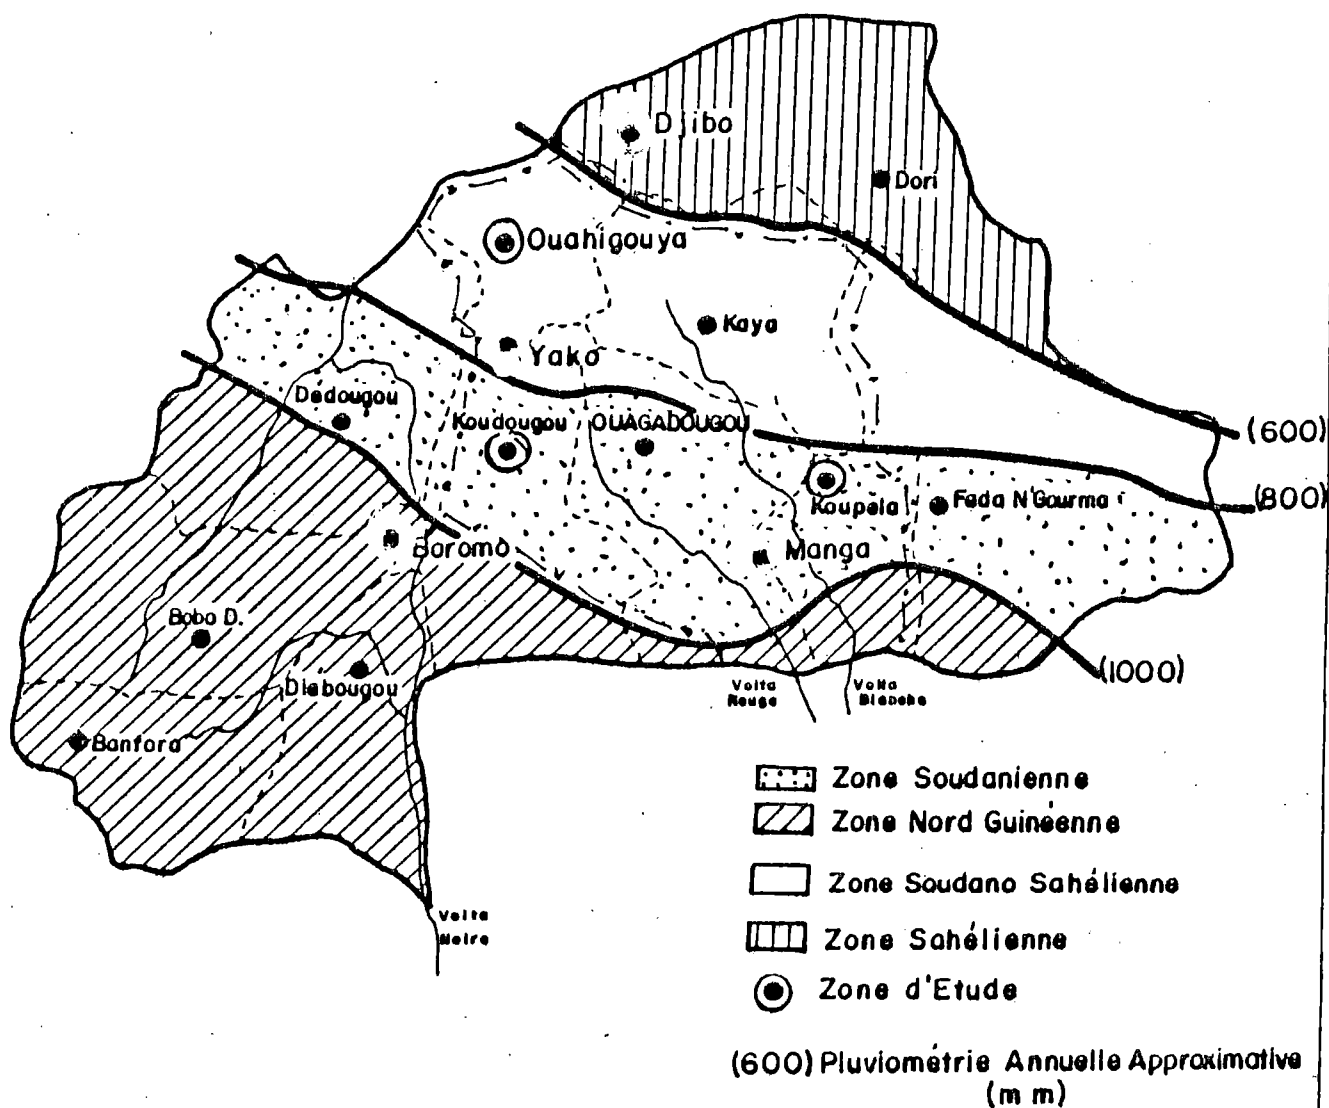 Djibo
Dori
Ouahigouya
Kaya
Yako
Dedougou
Koudougou
OUAGADOUGOU
(600)
(800)
Koupela
Fada N'Gourma
Boromo
Manga
Bobo D.
Diebougou
(1000)
Volta
Rouge
Volta
Blanche
Banfora
Zone Soudanienne
Zone Nord Guinéenne
Zone Soudano Sahélienne
Volta
Noire
Zone Sahélienne
Zone d'Etude
(600) Pluviométrie Annuelle Approximative
(m m)